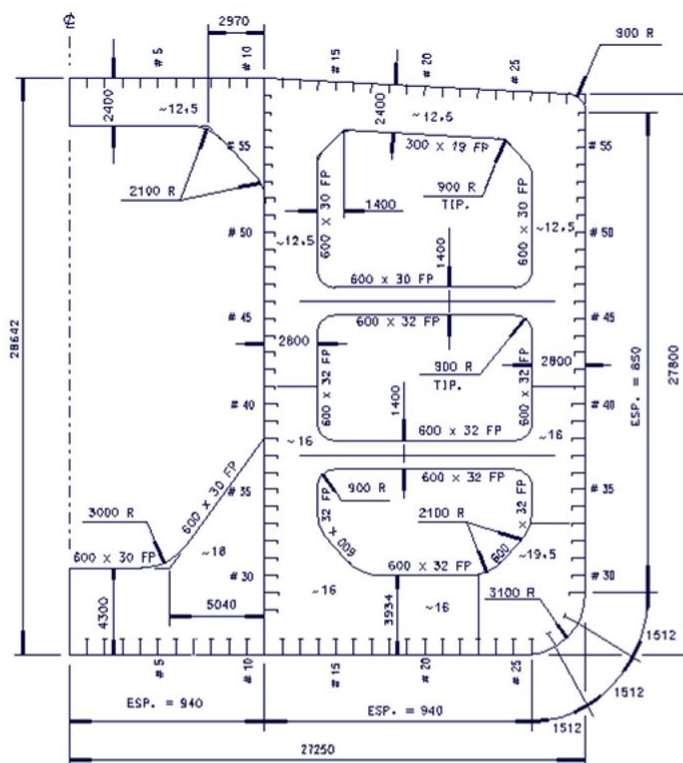 2970
900 R
# 5
# 10
# 15
# 20
# 25
2400
~12,5
2400
~12,5
300 x 19 FP
# 55
2100 R
900 R
TIP.
1400
600 x 30 FP
600 x 30 FP
# 55
# 50
~12,5
1400
~12,5
# 50
600 x 30 FP
# 45
600 x 32 FP
# 45
28642
2800
900 R
TIP.
2800
ESP. = 850
27800
600 x 32 FP
600 x 32 FP
# 40
1400
# 40
~16
600 x 32 FP
~16
600 x 30 FP
# 35
900 R
600 x 32 FP
# 35
3000 R
32 FP
600 x
2100 R
x 32 FP
600
~18
~19.5
600 x 30 FP
# 30
600 x 32 FP
# 30
4300
5040
~16
3934
~16
3100 R
# 5
# 10
# 15
# 20
# 25
1512
1512
1512
ESP. = 940
ESP. = 940
27250